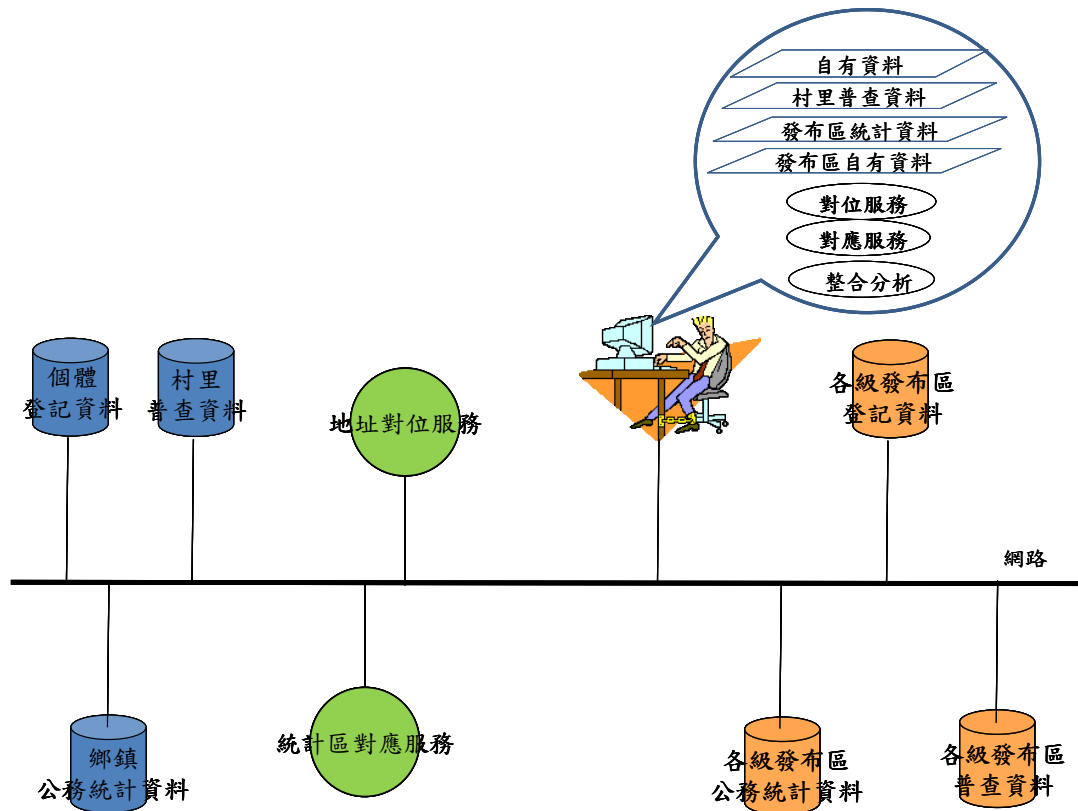 自有資料
村里普查資料
發布區統計資料
發布區自有資料
對位服務
對應服務
整合分析
個體
登記資料
村里
普查資料
地址對位服務
各級發布區
登記資料
網路
鄉鎮
公務統計資料
統計區對應服務
各級發布區
公務統計資料
各級發布區
普查資料